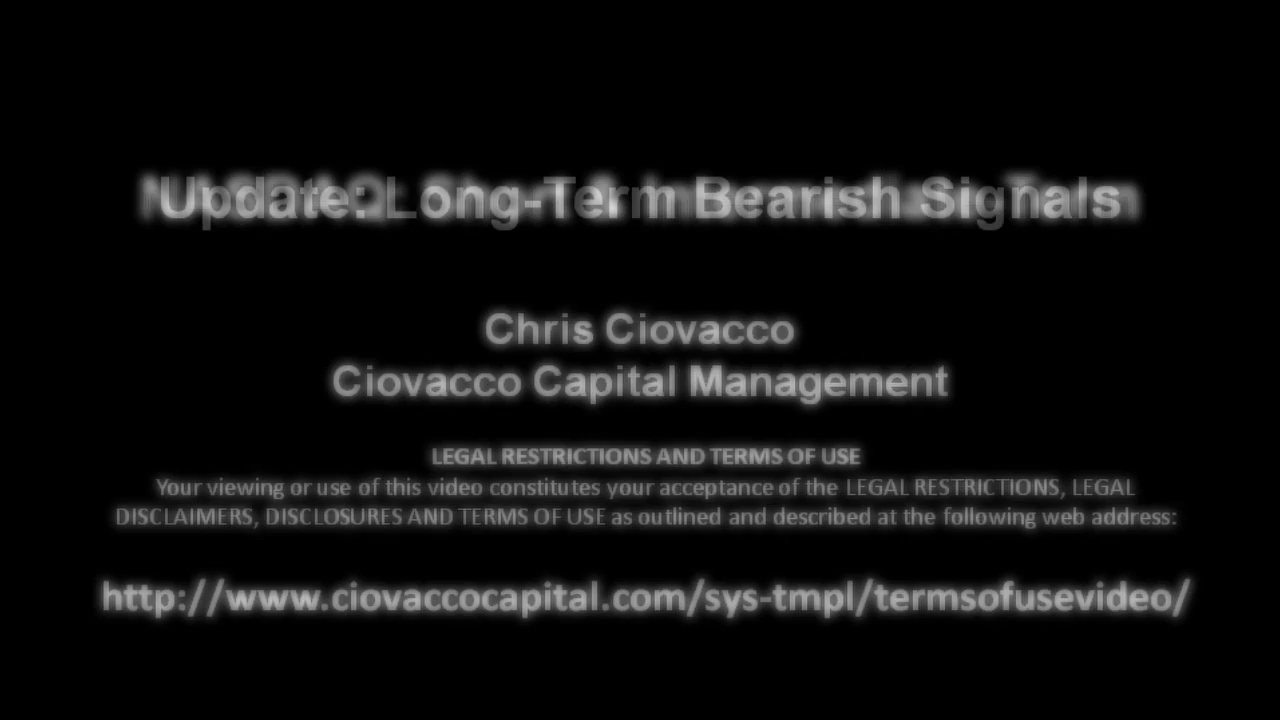 Update: Long-Term Bearish Signals
Chris Ciovacco
Ciovacco Capital Management
LEGAL RESTRICTIONS AND TERMS OF USE
Your viewing or use of this video constitutes your acceptance of the LEGAL RESTRICTIONS, LEGAL
DISCLAIMERS, DISCLOSURES AND TERMS OF USE as outlined and described at the following web address:
http://www.ciovaccocapital.com/sys-tmpl/termsofusevideo/